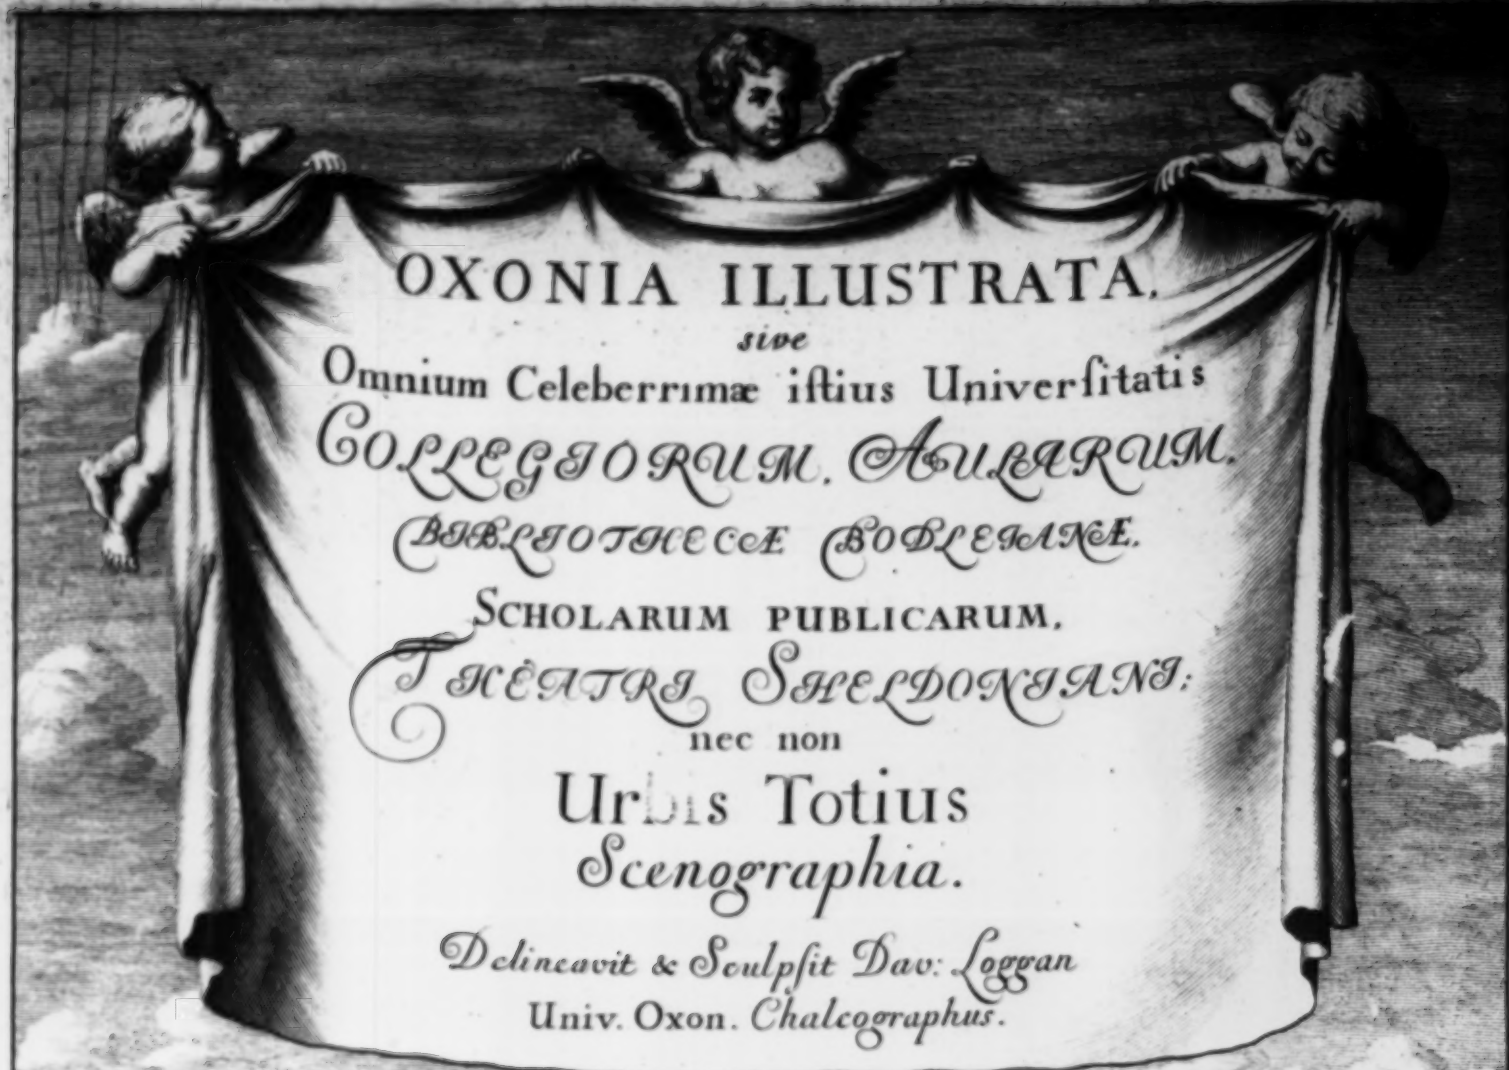 OXONIA ILLUSTRATA,
sive
Omnium Celeberrimæ iſtius Univerſitatis
COLLEGIORUM, AULARUM,
BIBLIOTHECÆ BODLEIANÆ,
SCHOLARUM PUBLICARUM,
THEATRI SHELDONIANI;
nec non
Urbis Totius
Scenographia.
Delineavit & Sculpſit Dav: Loggan
Univ. Oxon. Chalcographus.